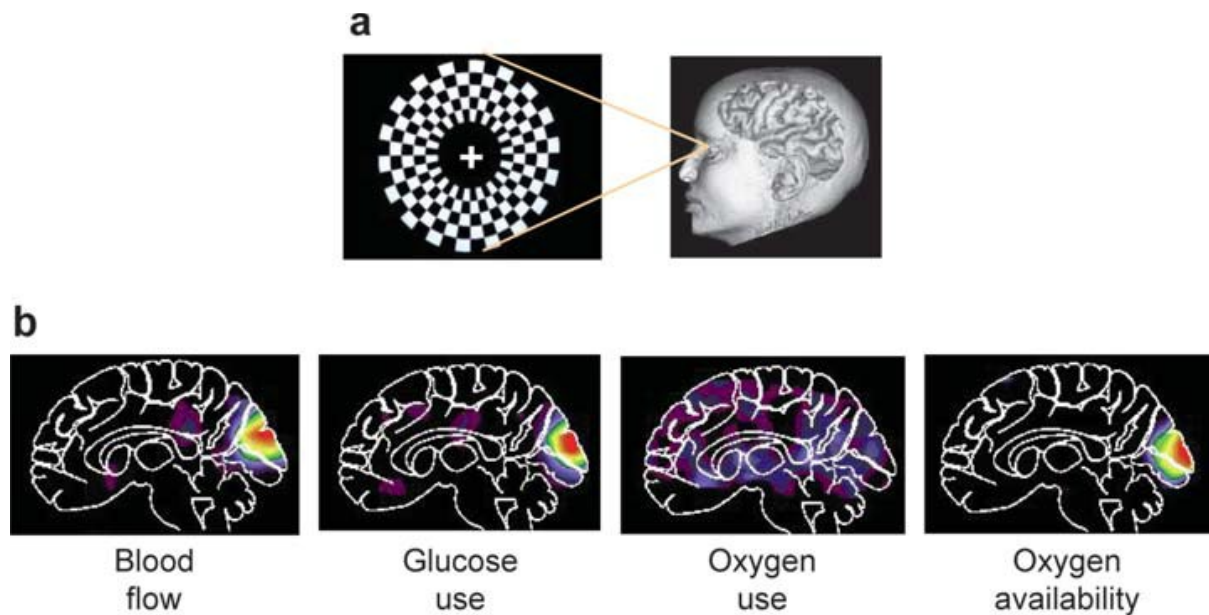 a
b
Blood
flow
Glucose
use
Oxygen
use
Oxygen
availability